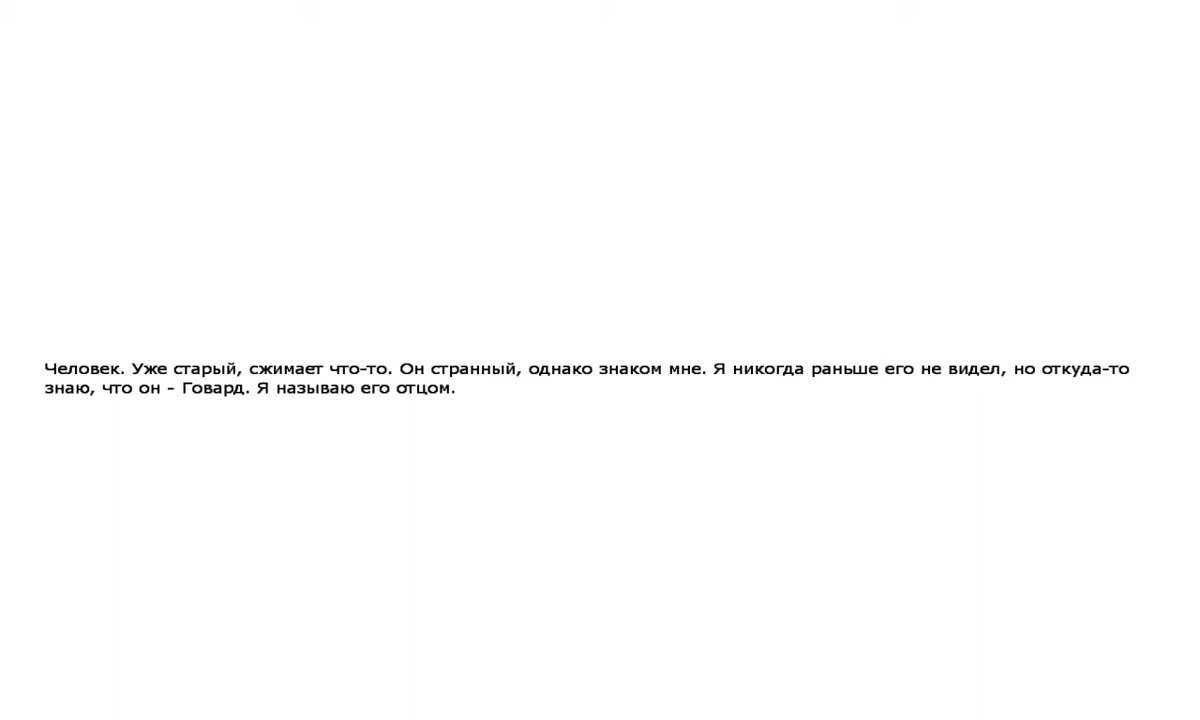 Человек. Уже старый, сжимает что-то. Он странный, однако знаком мне. Я никогда раньше его не видел, но откуда-то
знаю, что он - Говард. Я называю его отцом.